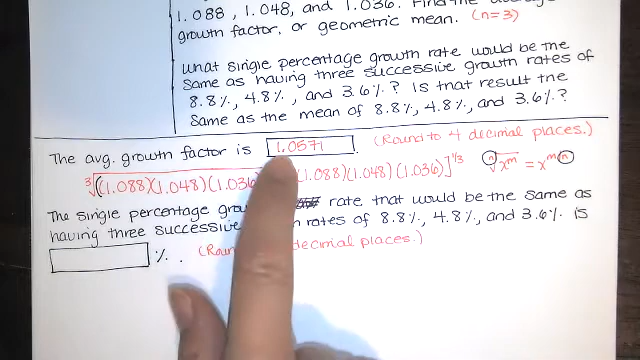 1.088, 1.048, and 1.036. Find the
growth factor, or geometric mean. (n=3)
What single percentage growth rate would be the
same as having three successive growth rates of
8.8%, 4.8%, and 3.6%? Is that result the
same as the mean of 8.8%, 4.8%, and 3.6%?
The avg. growth factor is 1.0571. (Round to 4 decimal places.)
∛((1.088)(1.048)(1.036) (1.088)(1.048)(1.036)]^1/3 ⁿ√x^m = x^m/n
The single percentage rate that would be the same as
having three successive rates of 8.8%, 4.8%, and 3.6% is
%. decimal places.)